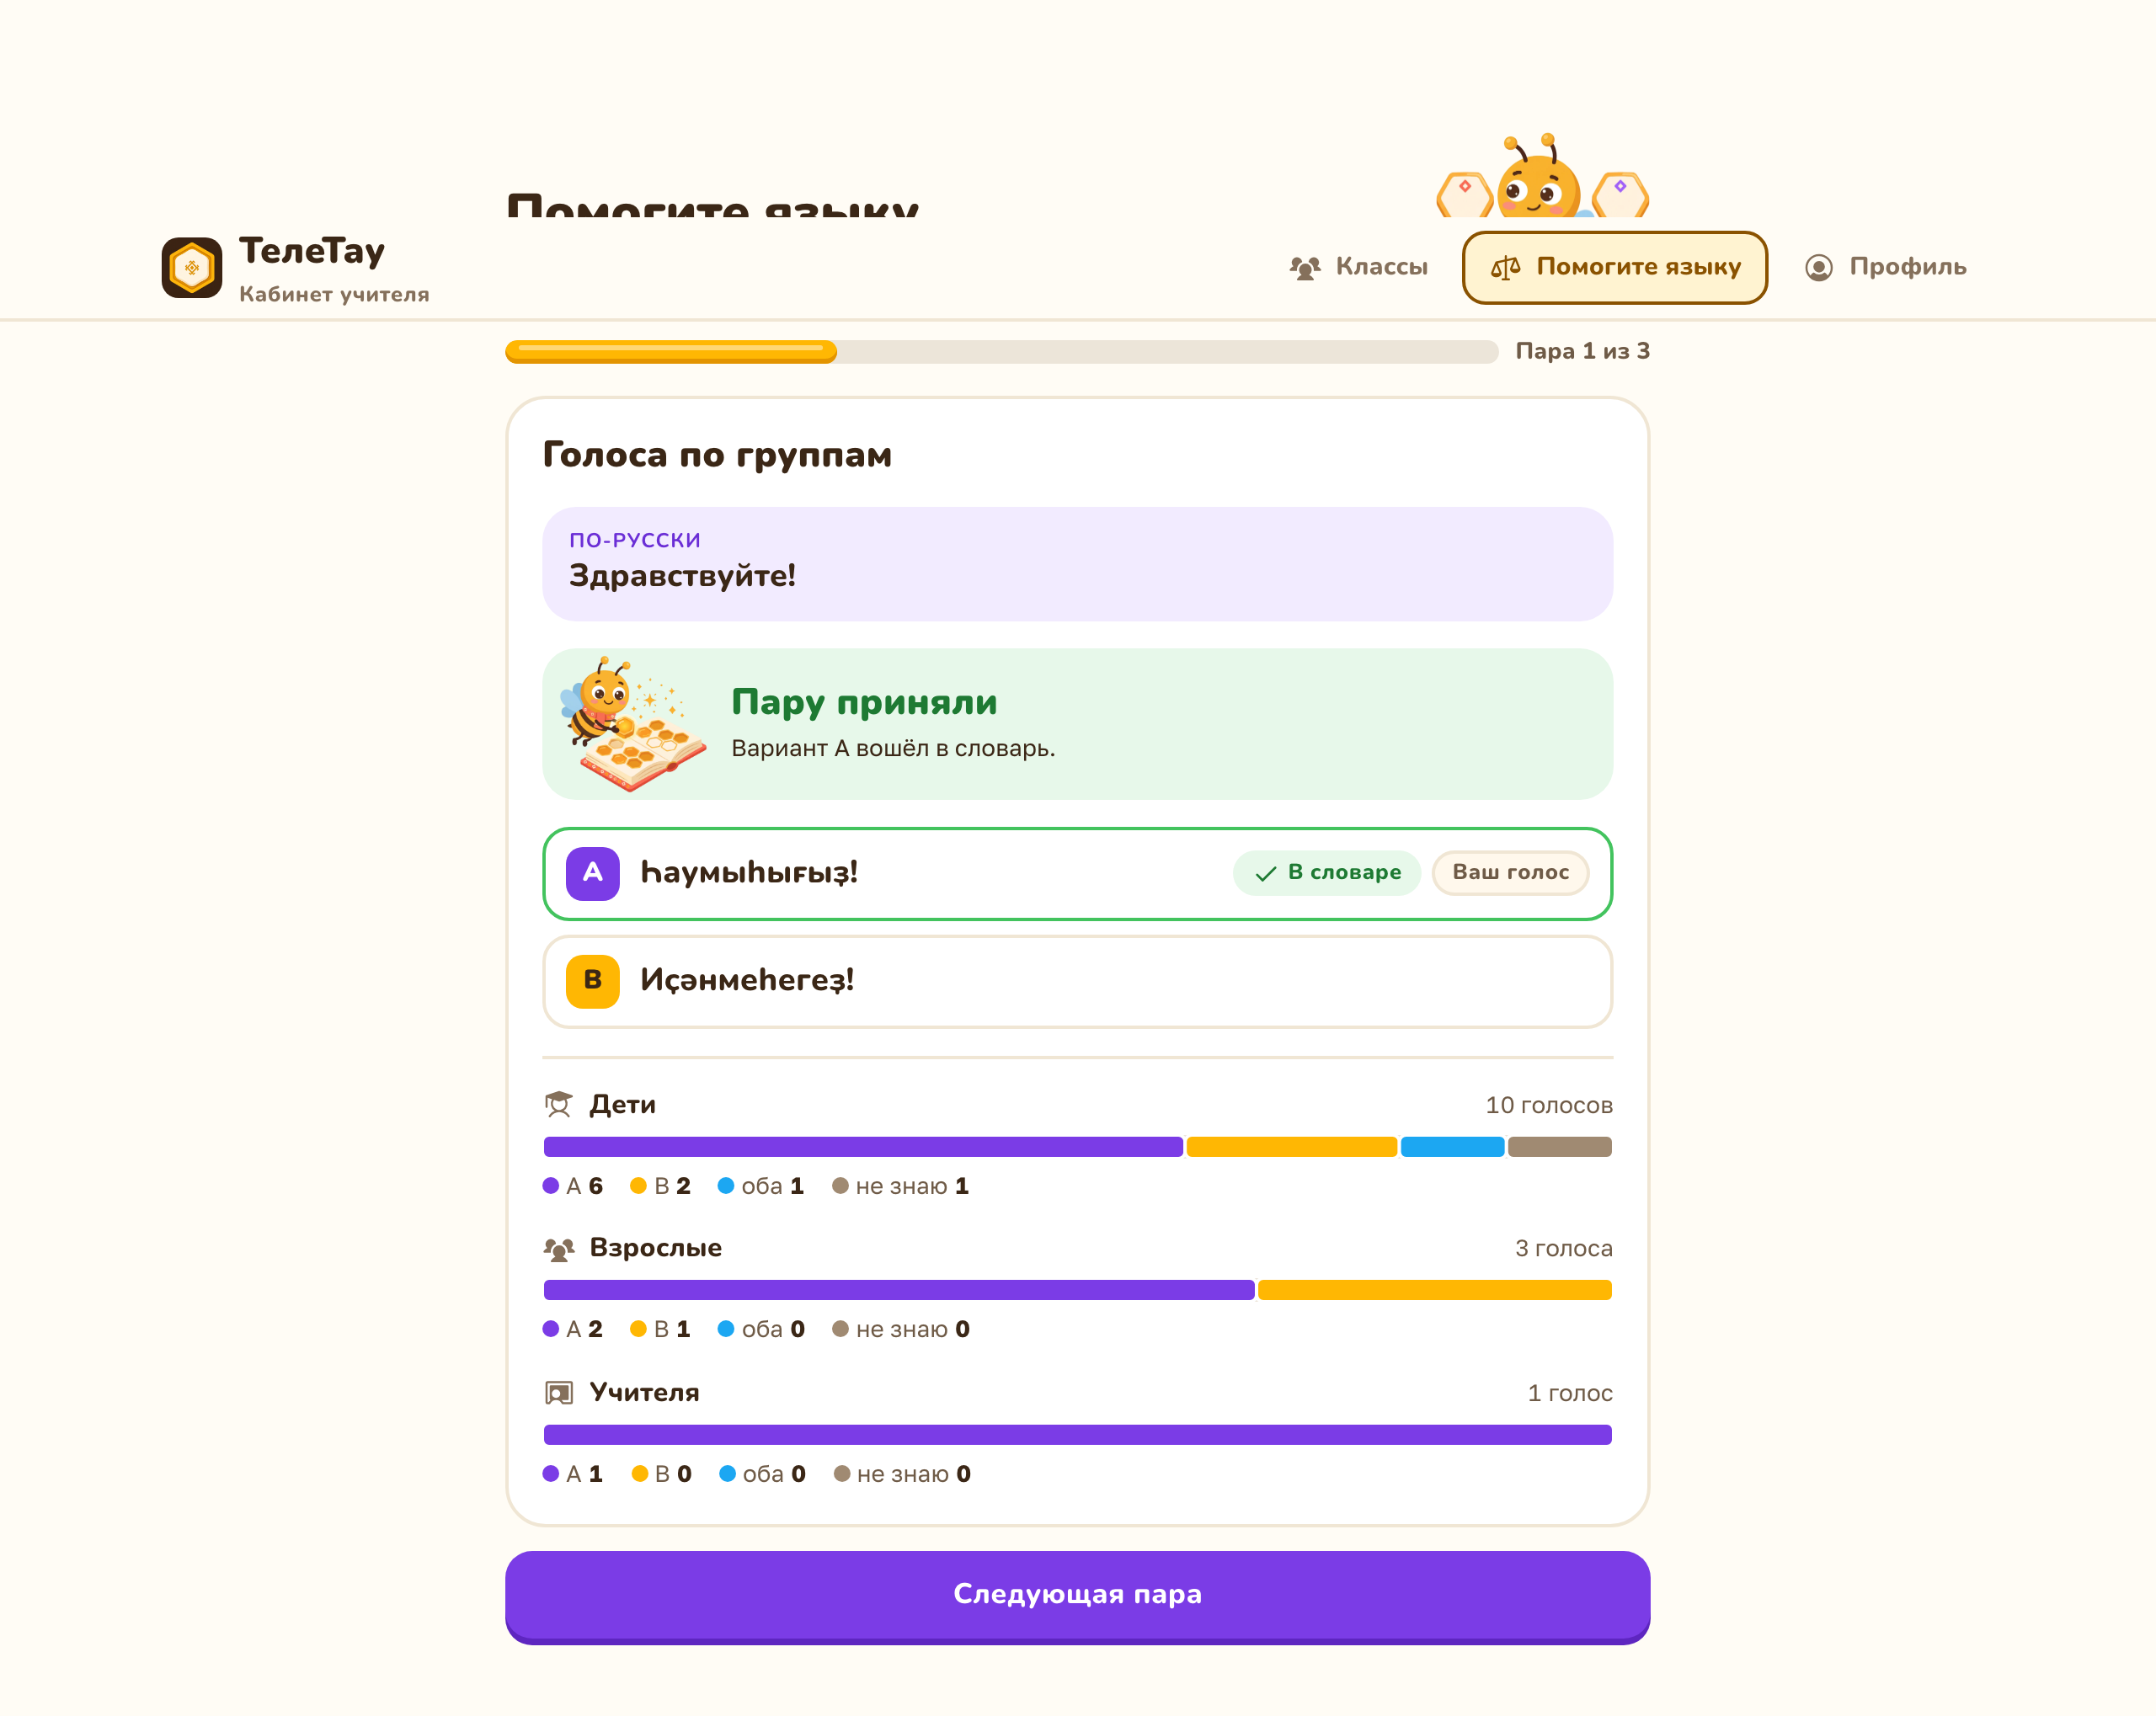 Помогите языку
ТелеТау
Кабинет учителя
Классы
Помогите языку
Профиль
Пара 1 из 3
Голоса по группам
ПО-РУССКИ
Здравствуйте!
Пару приняли
Вариант A вошёл в словарь.
A
Һаумыһығыҙ!
В словаре
Ваш голос
B
Иҫәнмеһегеҙ!
Дети
10 голосов
A 6 B 2 оба 1 не знаю 1
Взрослые
3 голоса
A 2 B 1 оба 0 не знаю 0
Учителя
1 голос
A 1 B 0 оба 0 не знаю 0
Следующая пара